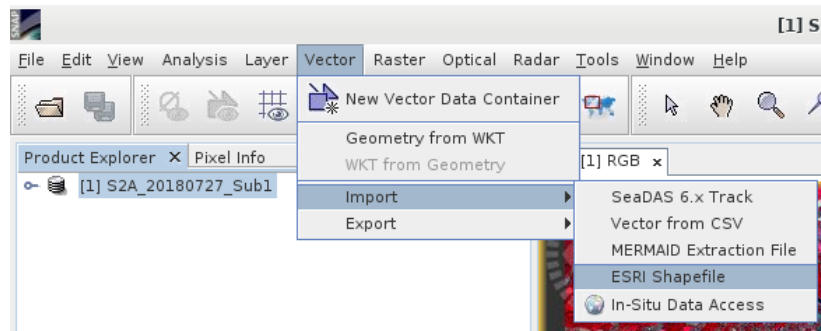 SNAP
[1] S
File Edit View Analysis Layer Vector Raster Optical Radar Tools Window Help
New Vector Data Container
Geometry from WKT
WKT from Geometry
Import
Export
Product Explorer X Pixel Info
[1] S2A_20180727_Sub1
[1] RGB x
SeaDAS 6.x Track
Vector from CSV
MERMAID Extraction File
ESRI Shapefile
In-Situ Data Access